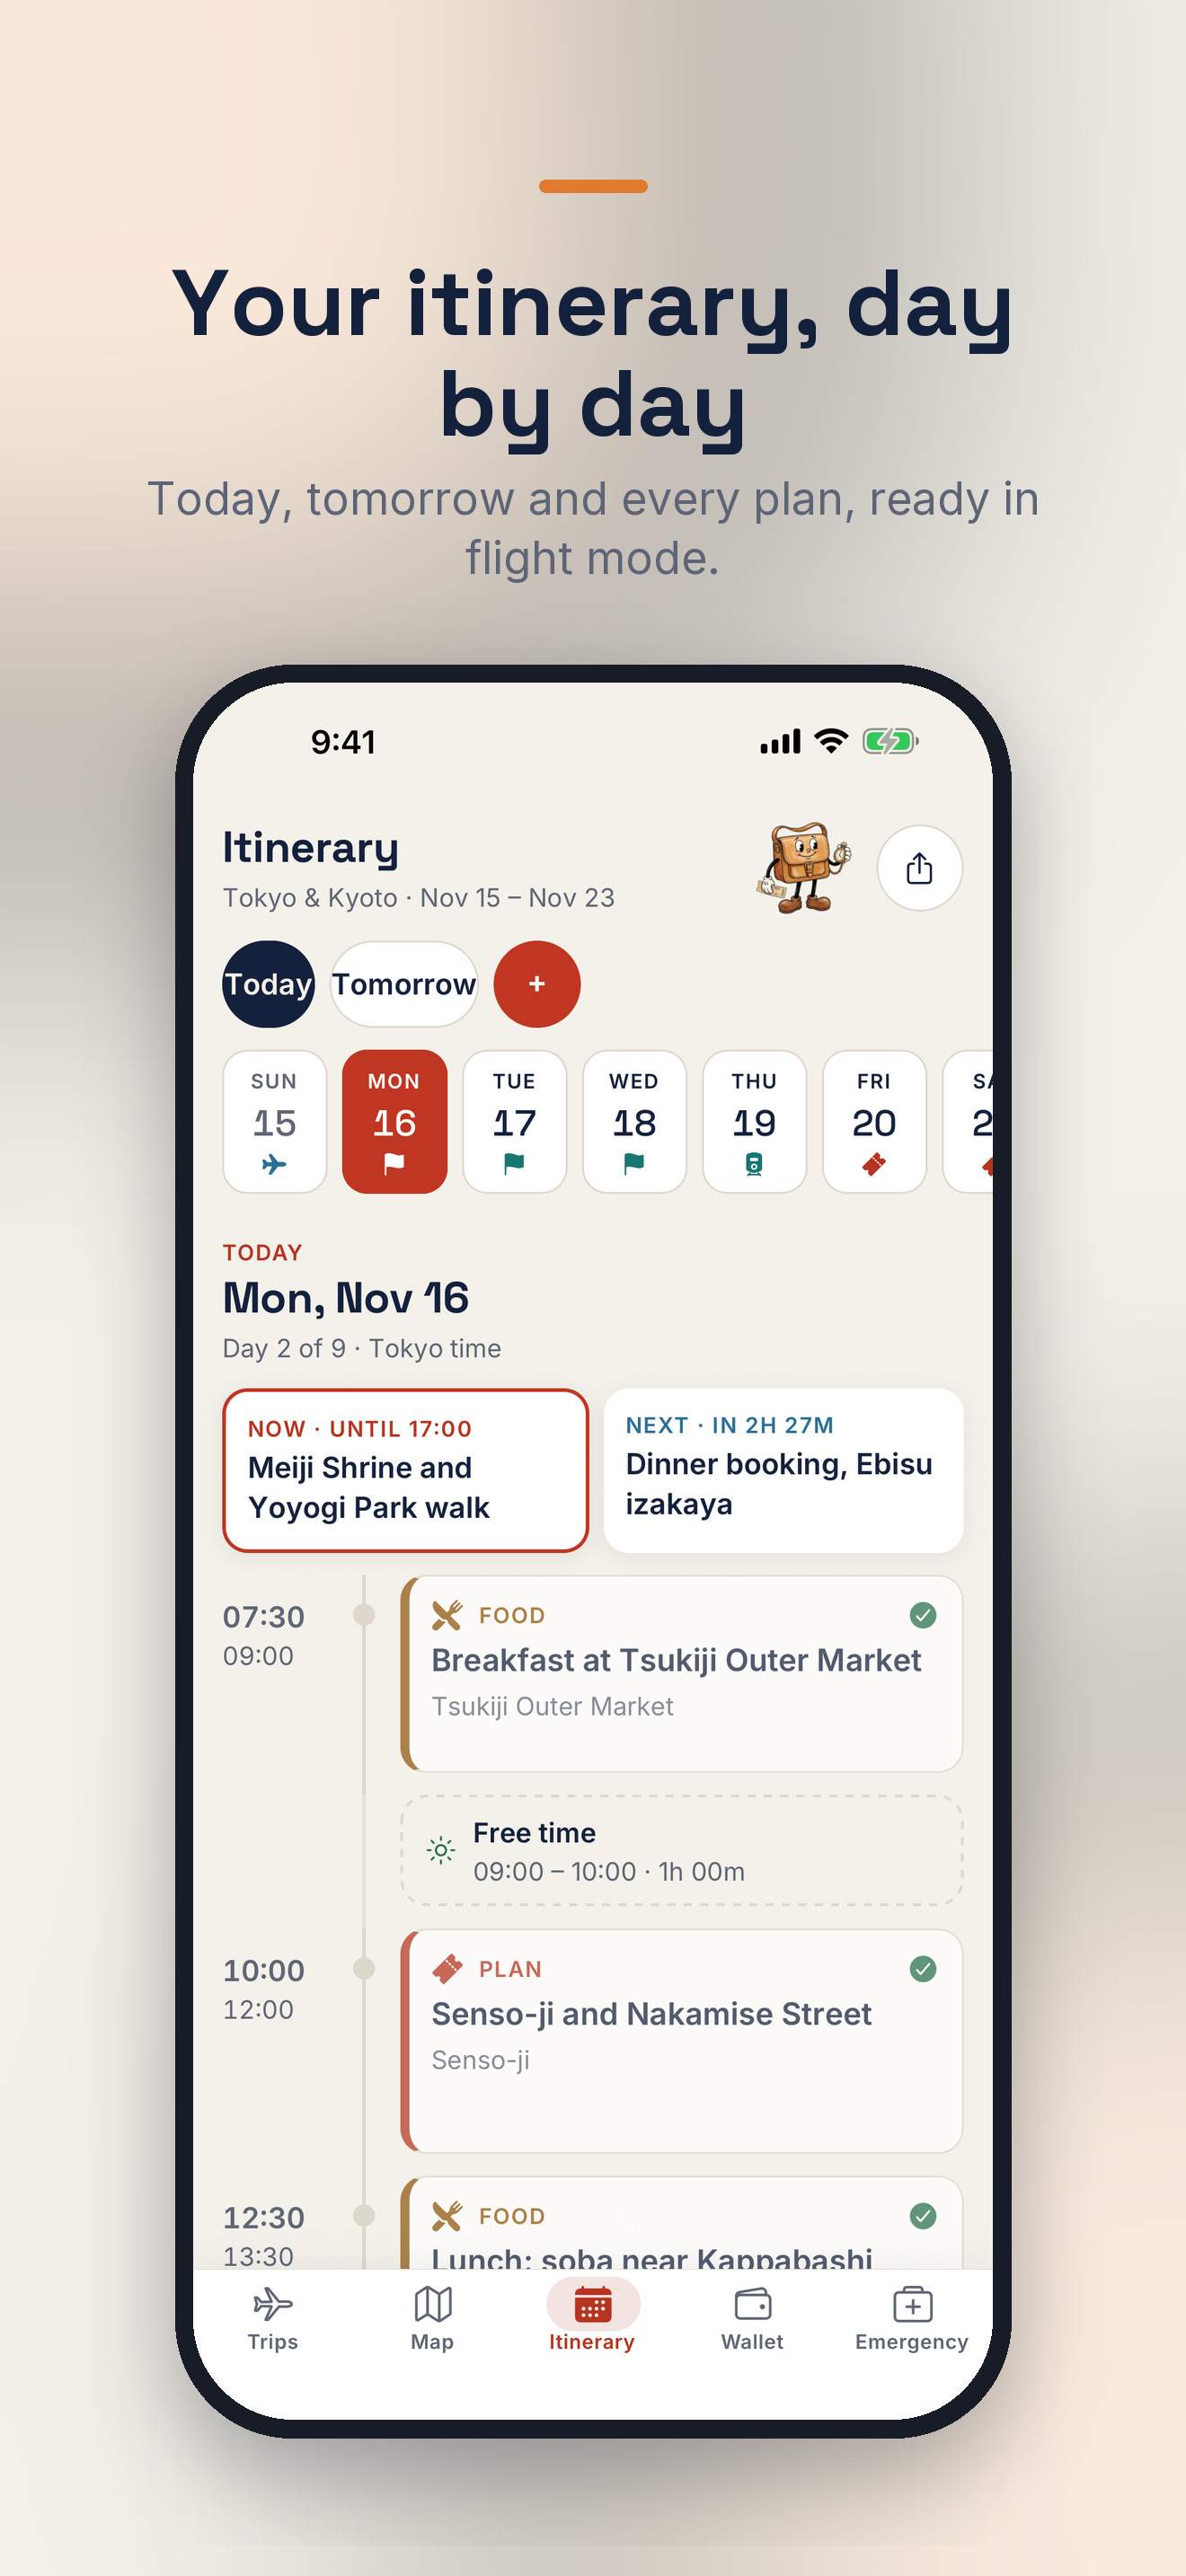 Your itinerary, day
by day
Today, tomorrow and every plan, ready in
flight mode.
9:41
Itinerary
Tokyo & Kyoto · Nov 15 – Nov 23
Today
Tomorrow
+
SUN
15
MON
16
TUE
17
WED
18
THU
19
FRI
20
TODAY
Mon, Nov 16
Day 2 of 9 · Tokyo time
NOW · UNTIL 17:00
Meiji Shrine and
Yoyogi Park walk
NEXT · IN 2H 27M
Dinner booking, Ebisu
izakaya
07:30
09:00
FOOD
Breakfast at Tsukiji Outer Market
Tsukiji Outer Market
Free time
09:00 – 10:00 · 1h 00m
10:00
12:00
PLAN
Senso-ji and Nakamise Street
Senso-ji
12:30
13:30
FOOD
Lunch: soba near Kappabashi
Trips
Map
Itinerary
Wallet
Emergency